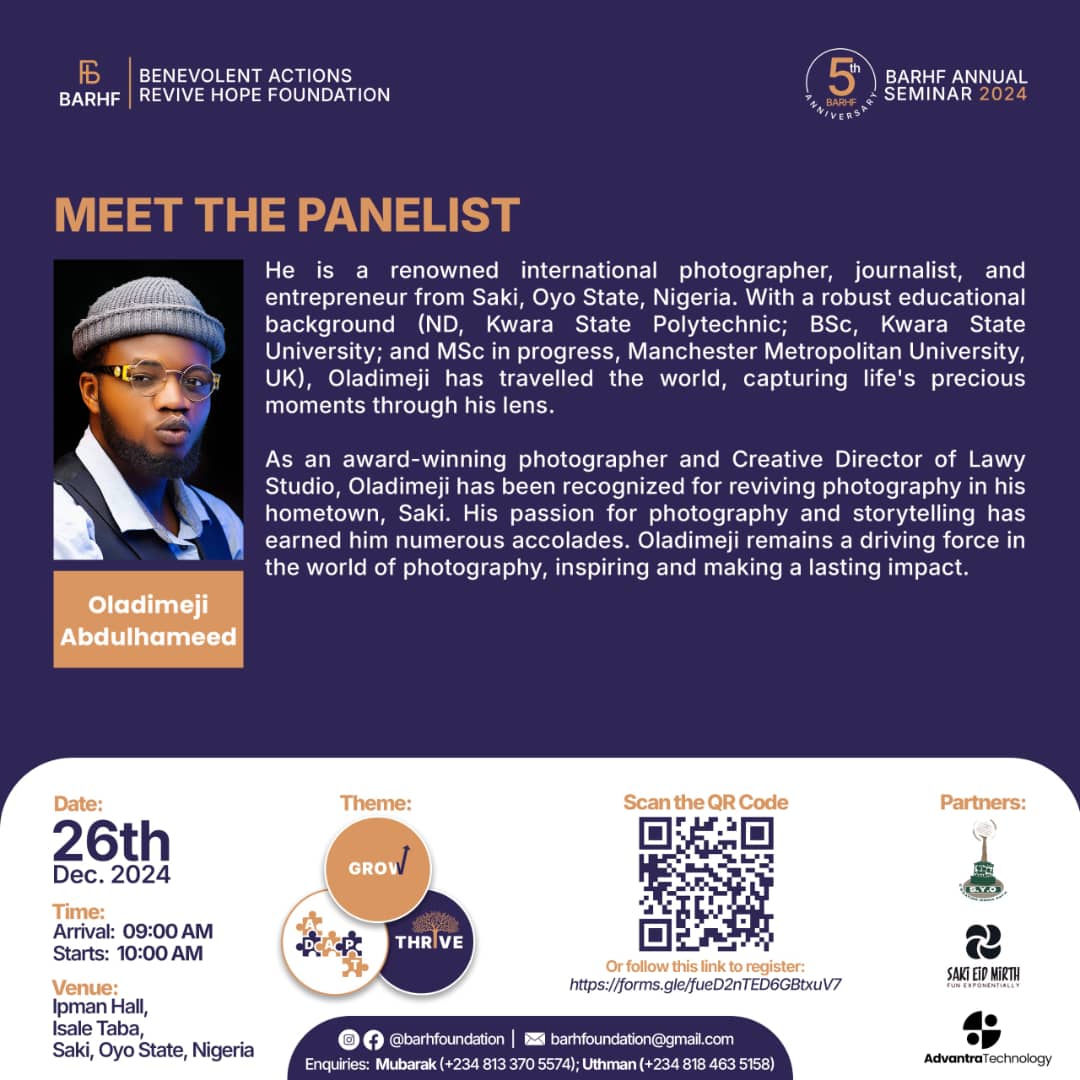 BARHF
BENEVOLENT ACTIONS
REVIVE HOPE FOUNDATION
5th
BARHF
ANNIVERSARY
BARHF ANNUAL
SEMINAR 2024
MEET THE PANELIST
He is a renowned international photographer, journalist, and
entrepreneur from Saki, Oyo State, Nigeria. With a robust educational
background (ND, Kwara State Polytechnic; BSc, Kwara State
University; and MSc in progress, Manchester Metropolitan University,
UK), Oladimeji has travelled the world, capturing life's precious
moments through his lens.
As an award-winning photographer and Creative Director of Lawy
Studio, Oladimeji has been recognized for reviving photography in his
hometown, Saki. His passion for photography and storytelling has
earned him numerous accolades. Oladimeji remains a driving force in
the world of photography, inspiring and making a lasting impact.
Oladimeji
Abdulhameed
Date:
26th
Dec. 2024
Time:
Arrival: 09:00 AM
Starts: 10:00 AM
Venue:
Ipman Hall,
Isale Taba,
Saki, Oyo State, Nigeria
Theme:
GROW
ADAPT
THRIVE
Scan the QR Code
Or follow this link to register:
https://forms.gle/fueD2nTED6GBtxuV7
Partners:
S.Y.O
SAKI EID MIRTH
FUN EXPONENTIALLY
AdvantraTechnology
@barhfoundation | barhfoundation@gmail.com
Enquiries: Mubarak (+234 813 370 5574); Uthman (+234 818 463 5158)